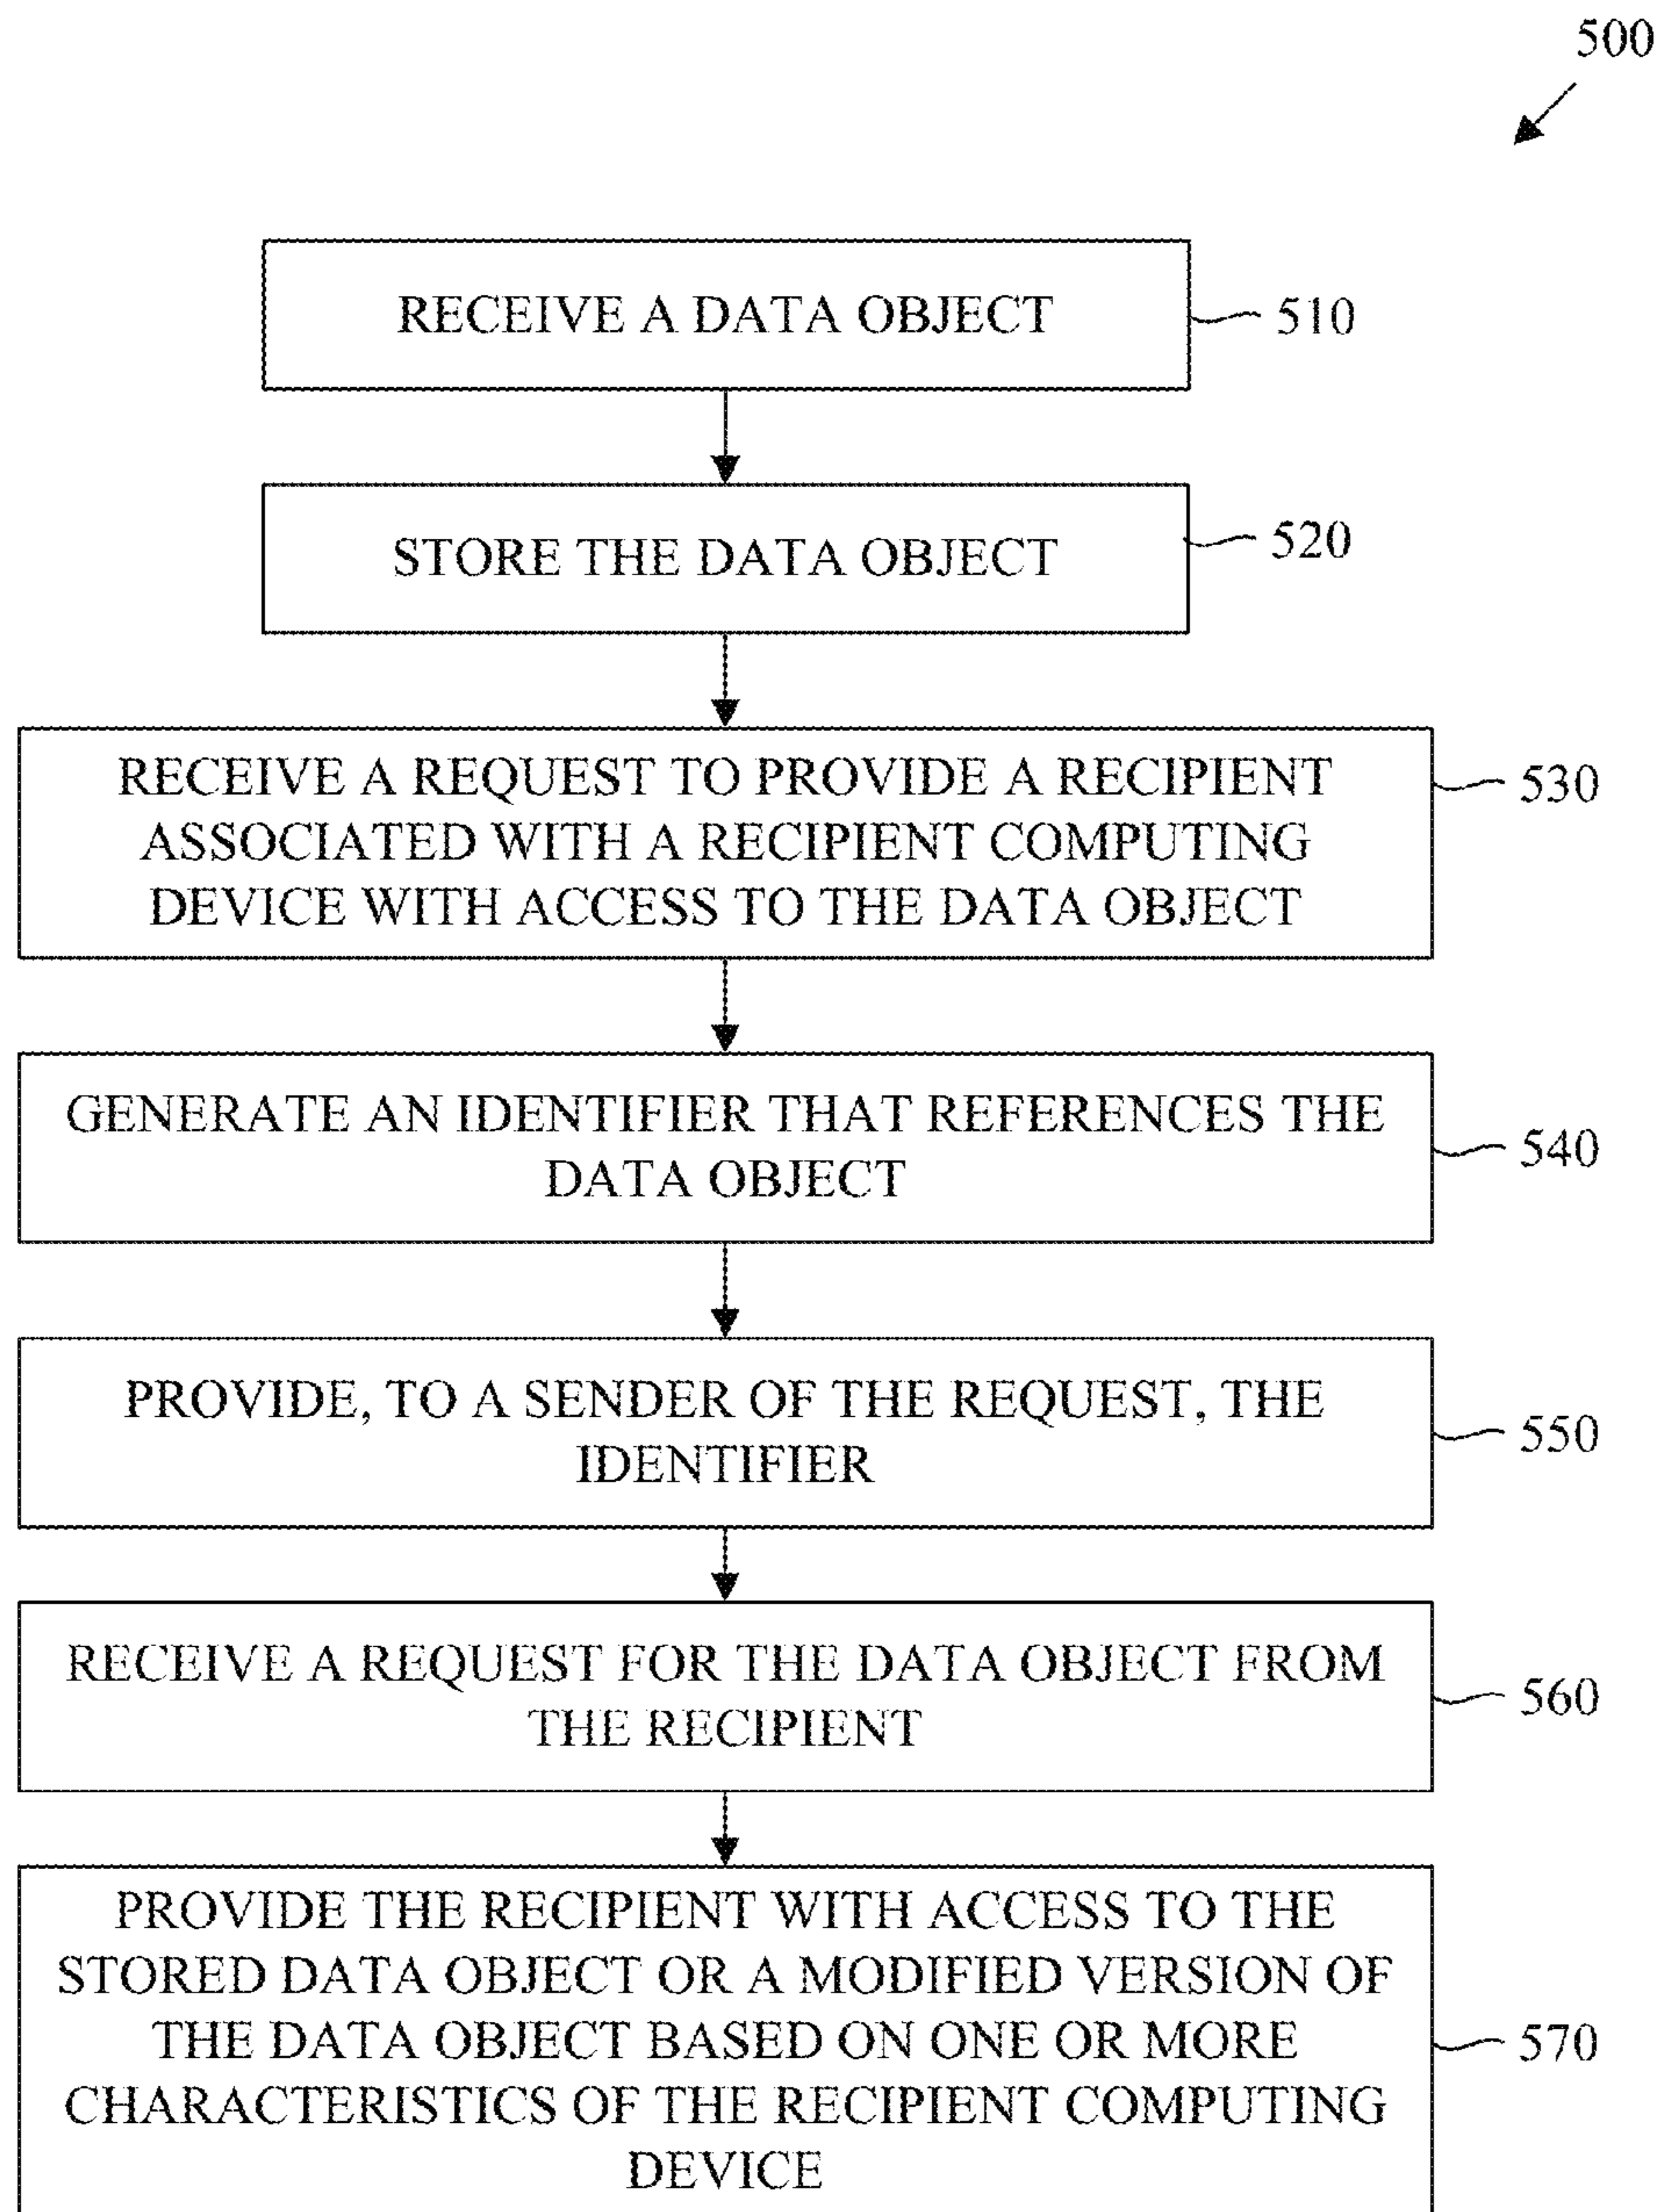 500
RECEIVE A DATA OBJECT
510
STORE THE DATA OBJECT
520
RECEIVE A REQUEST TO PROVIDE A RECIPIENT
ASSOCIATED WITH A RECIPIENT COMPUTING
DEVICE WITH ACCESS TO THE DATA OBJECT
530
GENERATE AN IDENTIFIER THAT REFERENCES THE
DATA OBJECT
540
PROVIDE, TO A SENDER OF THE REQUEST, THE
IDENTIFIER
550
RECEIVE A REQUEST FOR THE DATA OBJECT FROM
THE RECIPIENT
560
PROVIDE THE RECIPIENT WITH ACCESS TO THE
STORED DATA OBJECT OR A MODIFIED VERSION OF
THE DATA OBJECT BASED ON ONE OR MORE
CHARACTERISTICS OF THE RECIPIENT COMPUTING
DEVICE
570